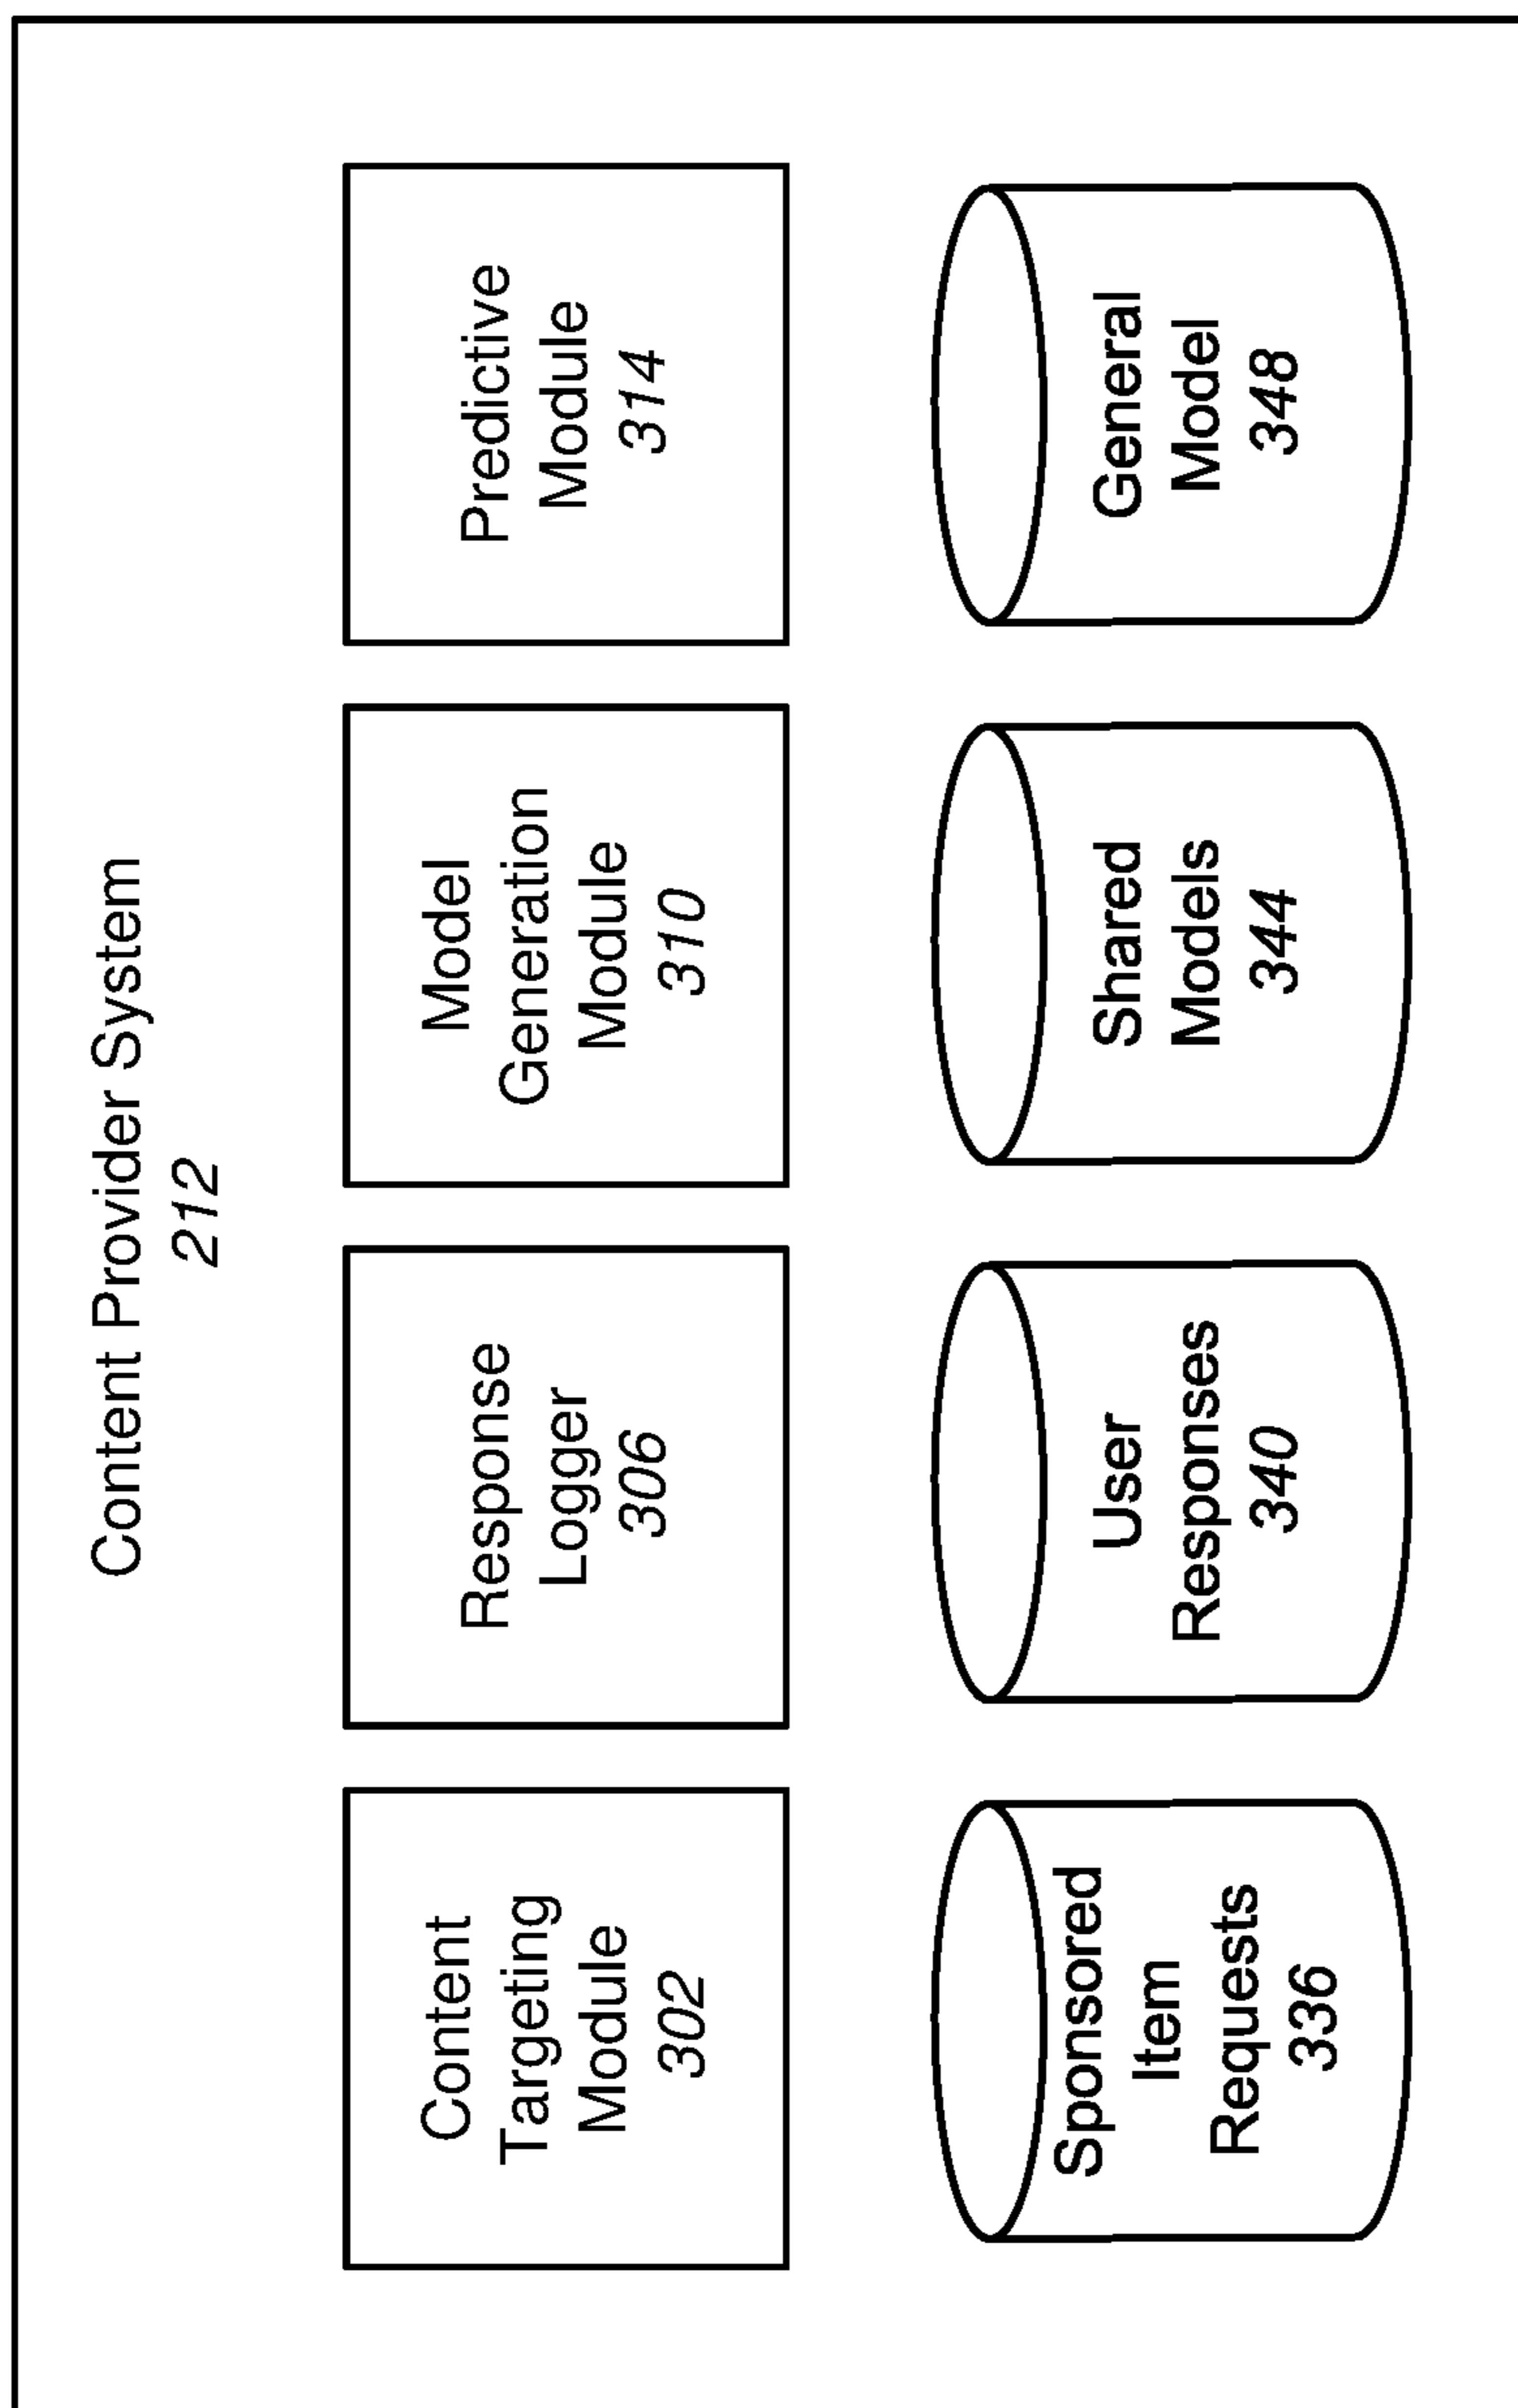 Content Provider System
212
Content
Targeting
Module
302
Response
Logger
306
Model
Generation
Module
310
Predictive
Module
314
Sponsored
Item
Requests
336
User
Responses
340
Shared
Models
344
General
Model
348